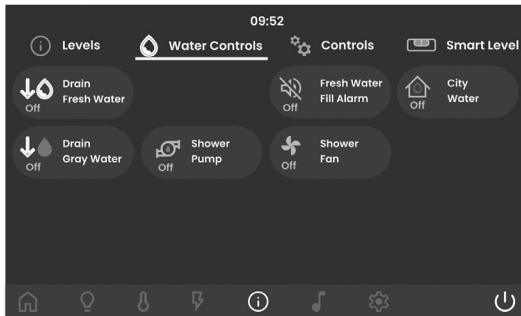 09:52
Levels
Water Controls
Controls
Smart Level
Drain
Fresh Water
Off
Fresh Water
Fill Alarm
Off
City
Water
Off
Drain
Gray Water
Off
Shower
Pump
Off
Shower
Fan
Off